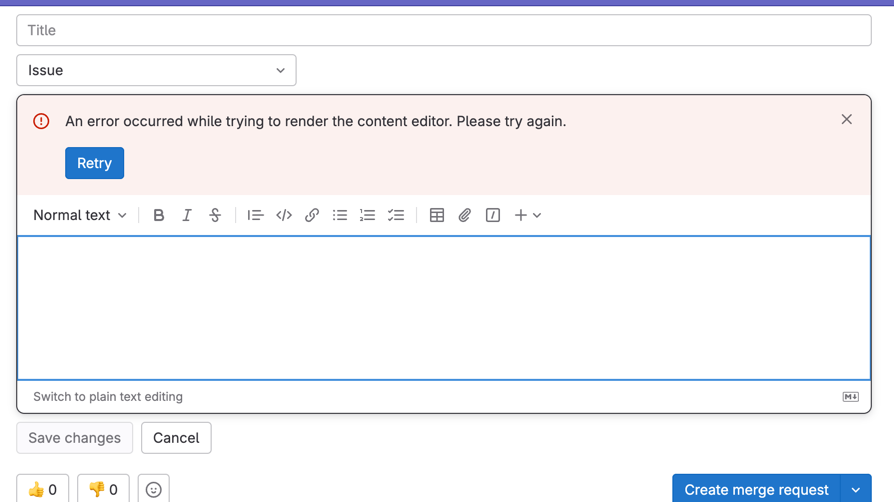 Title
Issue
An error occurred while trying to render the content editor. Please try again.
Retry
Normal text
Switch to plain text editing
Save changes Cancel
👍 0 👎 0 Create merge request